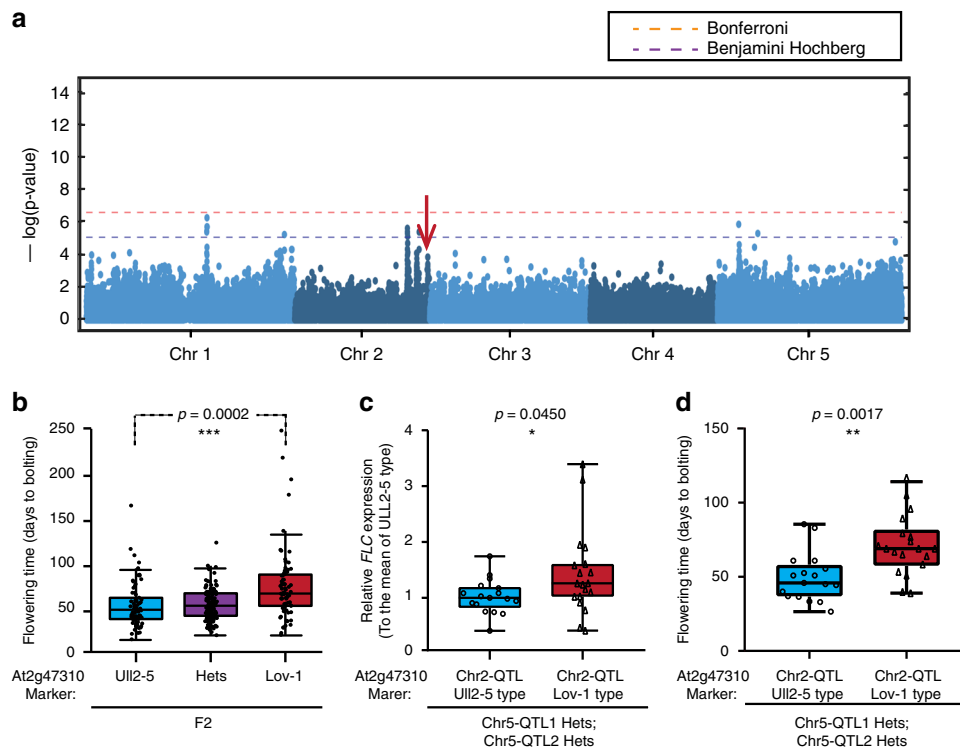 a
Bonferroni
Benjamini Hochberg
— log(p-value)
14
12
10
8
6
4
2
0
Chr 1
Chr 2
Chr 3
Chr 4
Chr 5
b
p = 0.0002
***
Flowering time (days to bolting)
250
200
150
100
50
0
At2g47310
Marker:
Ull2-5
Hets
Lov-1
F2
c
p = 0.0450
*
Relative FLC expression
(To the mean of ULL2-5 type)
4
3
2
1
0
At2g47310
Marer:
Chr2-QTL
Ull2-5 type
Chr2-QTL
Lov-1 type
Chr5-QTL1 Hets;
Chr5-QTL2 Hets
d
p = 0.0017
**
Flowering time (days to bolting)
150
100
50
0
At2g47310
Marker:
Chr2-QTL
Ull2-5 type
Chr2-QTL
Lov-1 type
Chr5-QTL1 Hets;
Chr5-QTL2 Hets